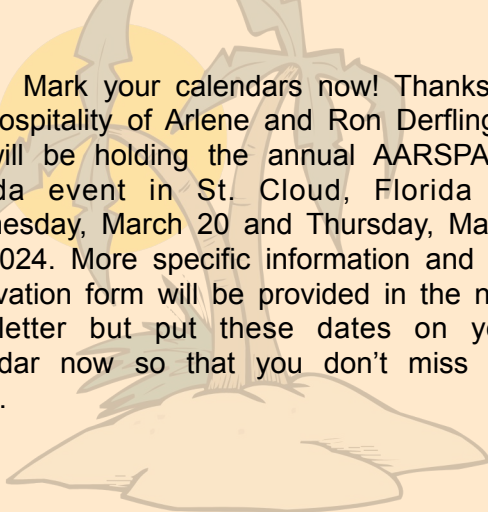 Mark your calendars now! Thanks
ospitality of Arlene and Ron Derfling
ill be holding the annual AARSPA
da event in St. Cloud, Florida
nesday, March 20 and Thursday, Ma
024. More specific information and
vation form will be provided in the n
letter but put these dates on y
dar now so that you don’t miss
.